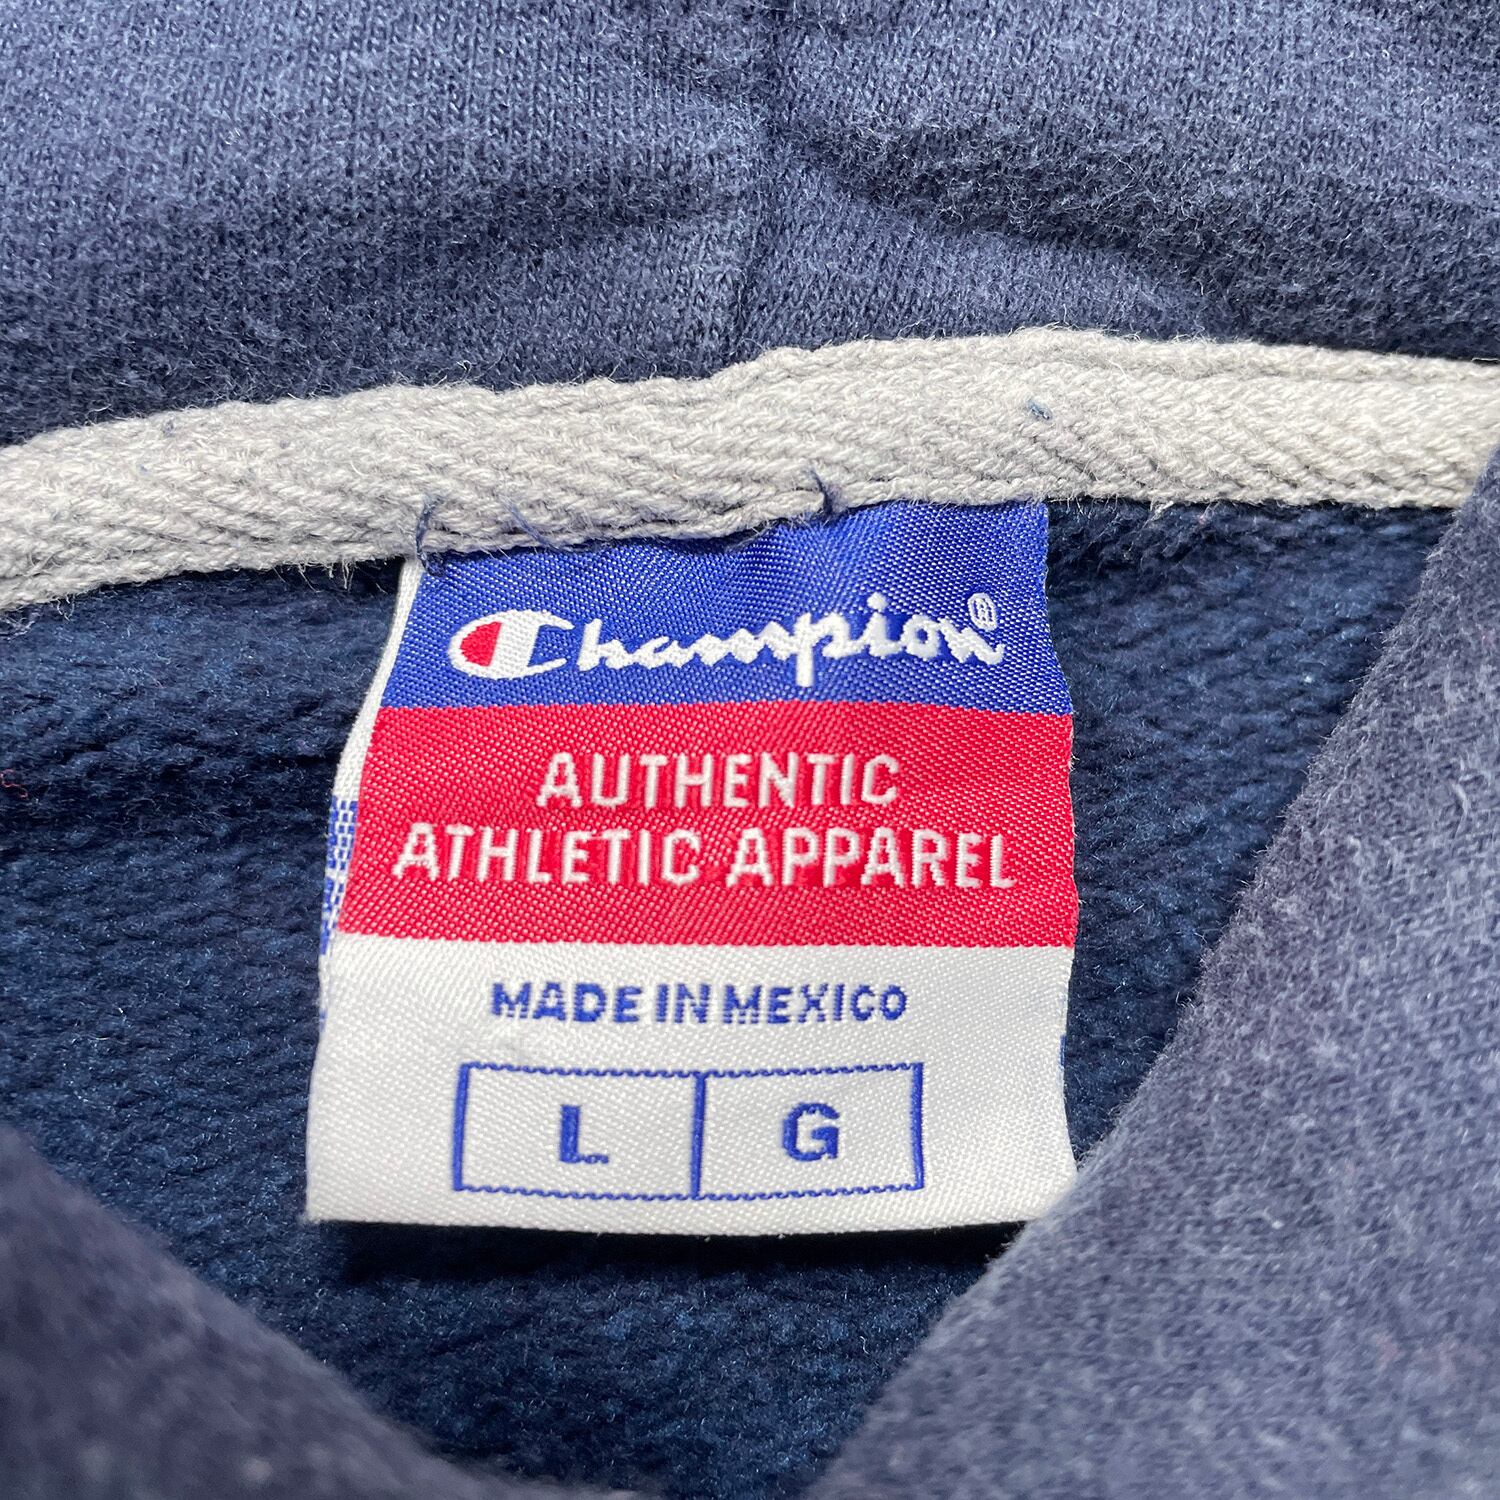 Champion®
AUTHENTIC
ATHLETIC APPAREL
MADE IN MEXICO
L G